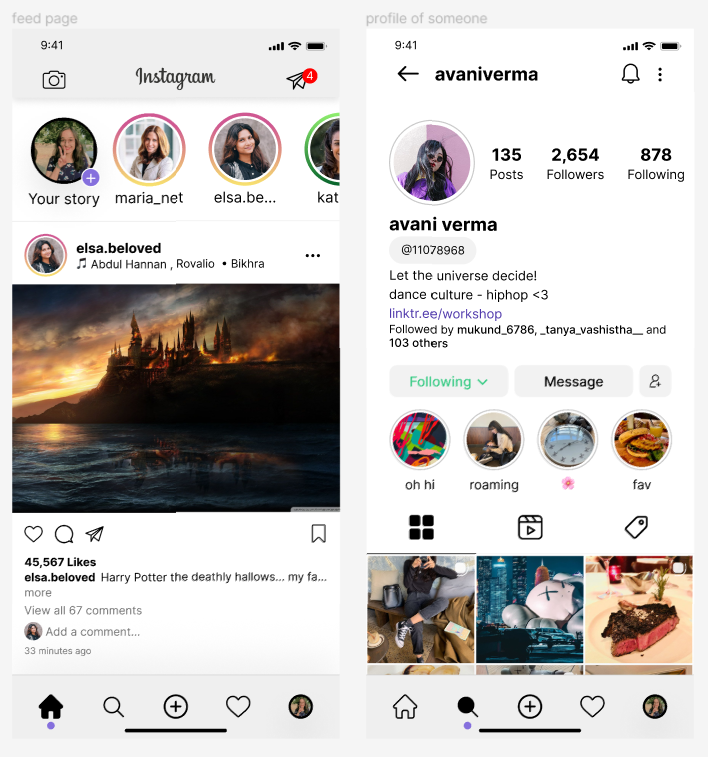 feed page
9:41
Instagram
4
Your story
maria_net
elsa.be...
kat
elsa.beloved
Abdul Hannan , Rovalio • Bikhra
45,567 Likes
elsa.beloved Harry Potter the deathly hallows... my fa...
more
View all 67 comments
Add a comment...
33 minutes ago
profile of someone
9:41
avaniverma
135
Posts
2,654
Followers
878
Following
avani verma
@11078968
Let the universe decide!
dance culture - hiphop <3
linktr.ee/workshop
Followed by mukund_6786, _tanya_vashistha__ and
103 others
Following
Message
oh hi
roaming
🌸
fav